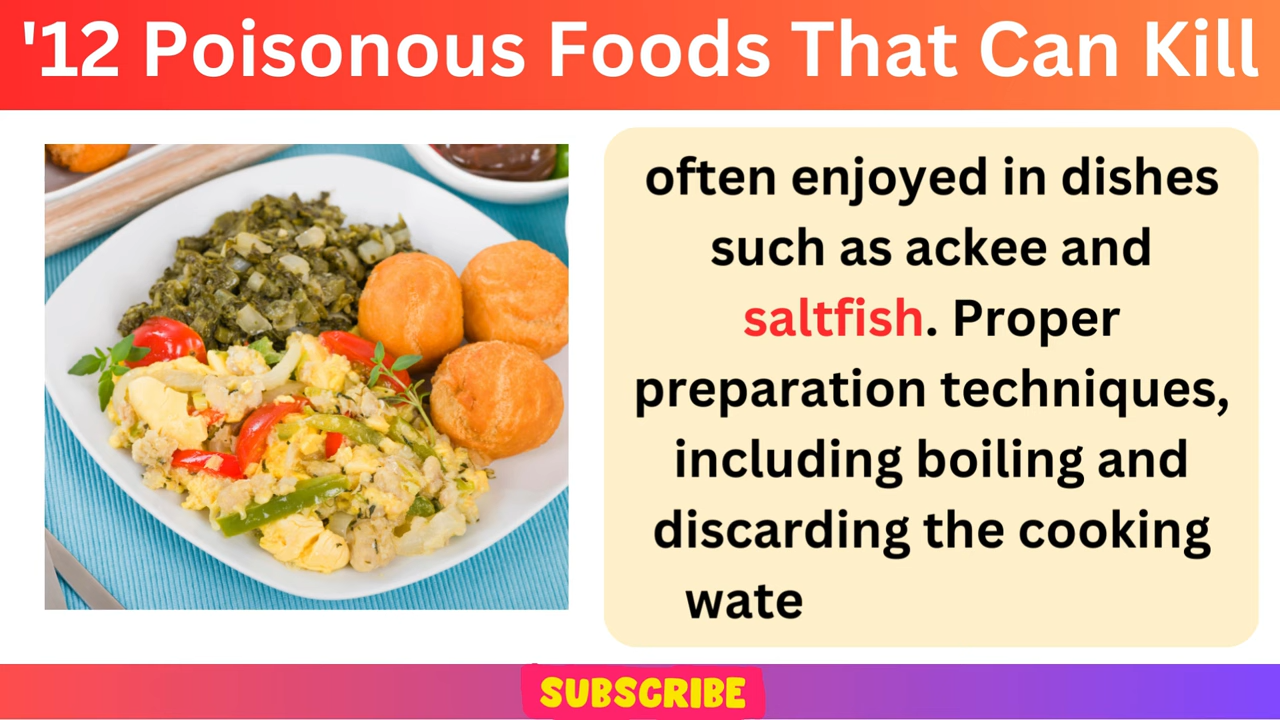 '12 Poisonous Foods That Can Kill
often enjoyed in dishes
such as ackee and
saltfish. Proper
preparation techniques,
including boiling and
discarding the cooking
wate
SUBSCRIBE